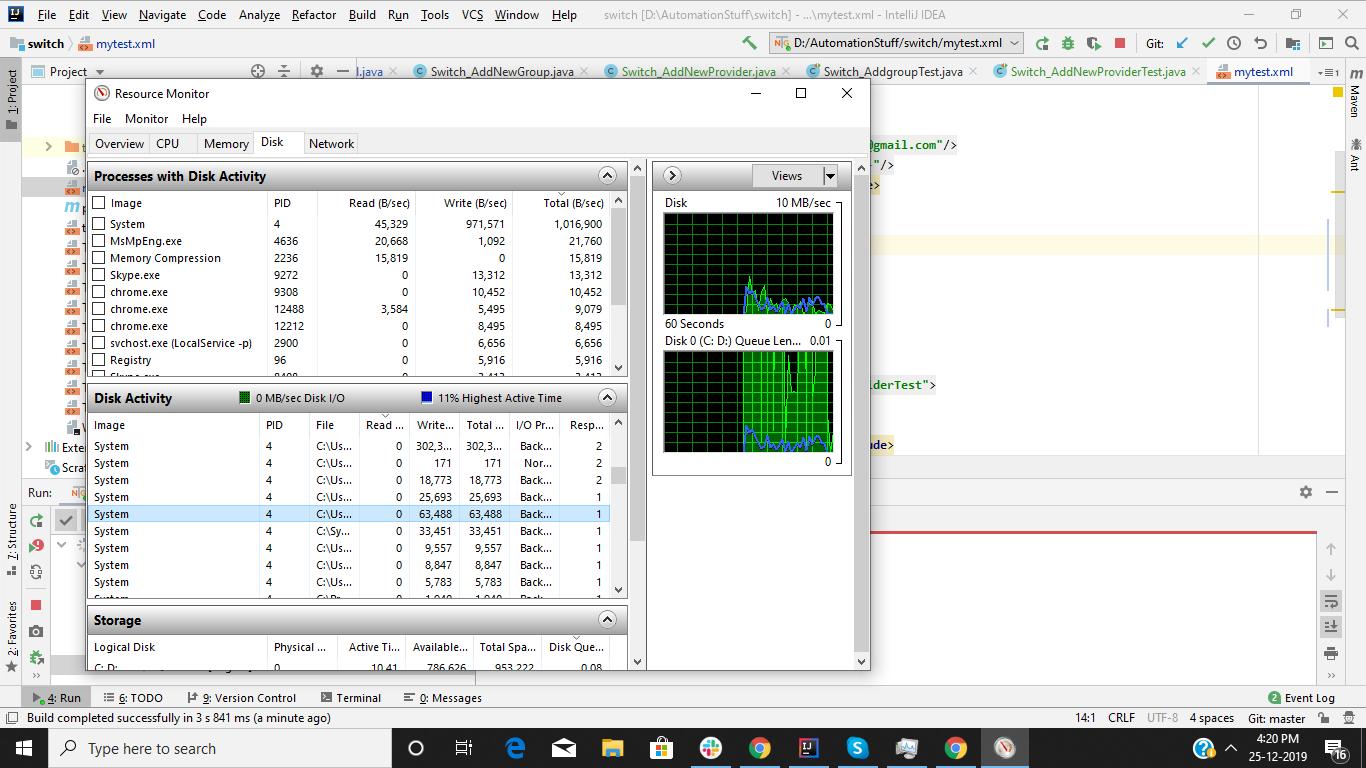 File Edit View Navigate Code Analyze Refactor Build Run Tools VCS Window Help switch [D:\AutomationStuff\switch] - ...\mytest.xml - IntelliJ IDEA
switch mytest.xml D:/AutomationStuff/switch/mytest.xml Git:
Project l.java Switch_AddNewGroup.java Switch_AddNewProvider.java Switch_AddgroupTest.java Switch_AddNewProviderTest.java mytest.xml
1: Project
7: Structure
2: Favorites
Maven
Ant
Resource Monitor
File Monitor Help
Overview CPU Memory Disk Network
Processes with Disk Activity
Image PID Read (B/sec) Write (B/sec) Total (B/sec)
System 4 45,329 971,571 1,016,900
MsMpEng.exe 4636 20,668 1,092 21,760
Memory Compression 2236 15,819 0 15,819
Skype.exe 9272 0 13,312 13,312
chrome.exe 9308 0 10,452 10,452
chrome.exe 12488 3,584 5,495 9,079
chrome.exe 12212 0 8,495 8,495
svchost.exe (LocalService -p) 2900 0 6,656 6,656
Registry 96 0 5,916 5,916
Disk Activity 0 MB/sec Disk I/O 11% Highest Active Time
Image PID File Read ... Write... Total ... I/O Pr... Resp...
System 4 C:\Us... 0 302,3... 302,3... Back... 2
System 4 C:\Us... 0 171 171 Nor... 2
System 4 C:\Us... 0 18,773 18,773 Back... 2
System 4 C:\Us... 0 25,693 25,693 Back... 1
System 4 C:\Us... 0 63,488 63,488 Back... 1
System 4 C:\Sy... 0 33,451 33,451 Back... 1
System 4 C:\Us... 0 9,557 9,557 Back... 1
System 4 C:\Us... 0 8,847 8,847 Back... 1
System 4 C:\Us... 0 5,783 5,783 Back... 1
Storage
Logical Disk Physical ... Active Ti... Available... Total Spa... Disk Que...
C: D: 0 10.41 786,626 953,222 0.08
Views
Disk 10 MB/sec
60 Seconds 0
Disk 0 (C: D:) Queue Len... 0.01
0
@gmail.com"/>
"/>
e>
iderTest">
ude>
Exter
Scrat
Run:
4: Run 6: TODO 9: Version Control Terminal 0: Messages 2 Event Log
Build completed successfully in 3 s 841 ms (a minute ago) 14:1 CRLF UTF-8 4 spaces Git: master
Type here to search
4:20 PM
25-12-2019
16